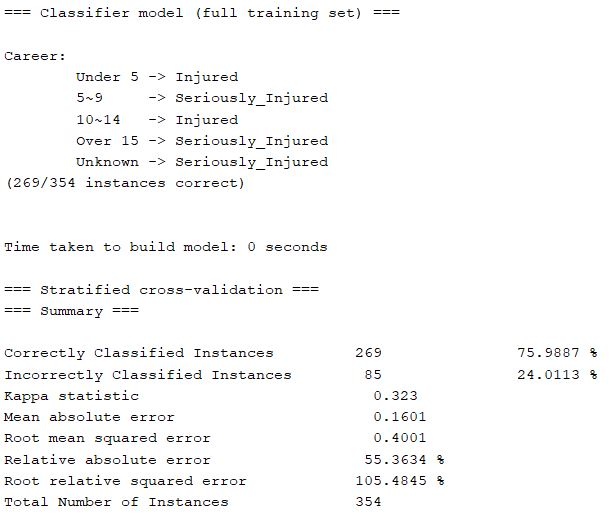 === Classifier model (full training set) ===
Career:
Under 5 -> Injured
5~9 -> Seriously_Injured
10~14 -> Injured
Over 15 -> Seriously_Injured
Unknown -> Seriously_Injured
(269/354 instances correct)
Time taken to build model: 0 seconds
=== Stratified cross-validation ===
=== Summary ===
Correctly Classified Instances 269 75.9887 %
Incorrectly Classified Instances 85 24.0113 %
Kappa statistic 0.323
Mean absolute error 0.1601
Root mean squared error 0.4001
Relative absolute error 55.3634 %
Root relative squared error 105.4845 %
Total Number of Instances 354